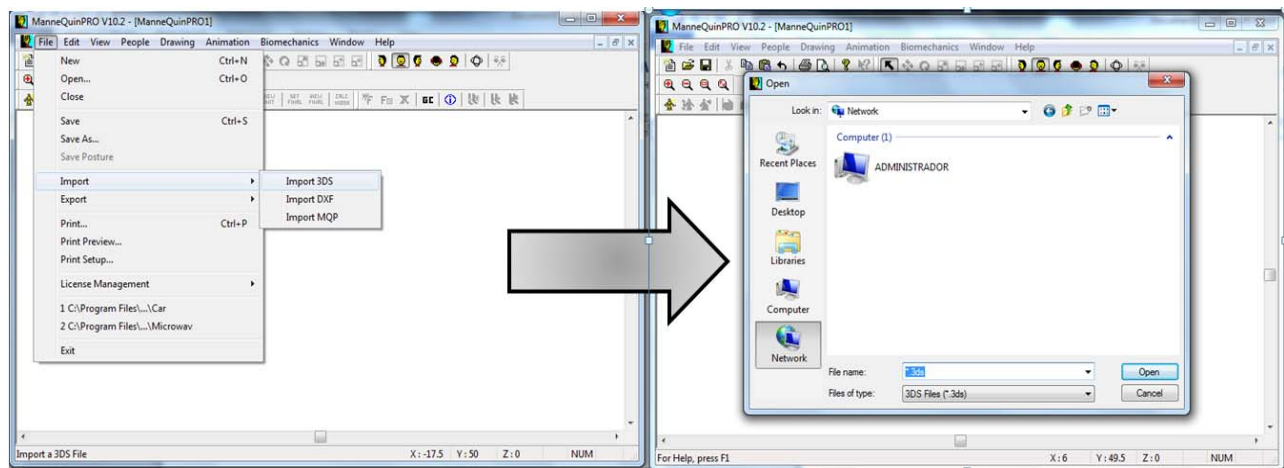 ManneQuinPRO V10.2 - [ManneQuinPRO1]
File Edit View People Drawing Animation Biomechanics Window Help
New Ctrl+N
Open... Ctrl+O
Close
Save Ctrl+S
Save As...
Save Posture
Import
Export
Print... Ctrl+P
Print Preview...
Print Setup...
License Management
1 C:\Program Files\...\Car
2 C:\Program Files\...\Microwav
Exit
Import 3DS
Import DXF
Import MQP
Import a 3DS File X: -17.5 Y: 50 Z: 0 NUM
ManneQuinPRO V10.2 - [ManneQuinPRO1]
File Edit View People Drawing Animation Biomechanics Window Help
Open
Look in: Network
Recent Places
Desktop
Libraries
Computer
Network
Computer (1)
ADMINISTRADOR
File name: *.3ds Open
Files of type: 3DS Files (*.3ds) Cancel
For Help, press F1 X: 6 Y: 49.5 Z: 0 NUM